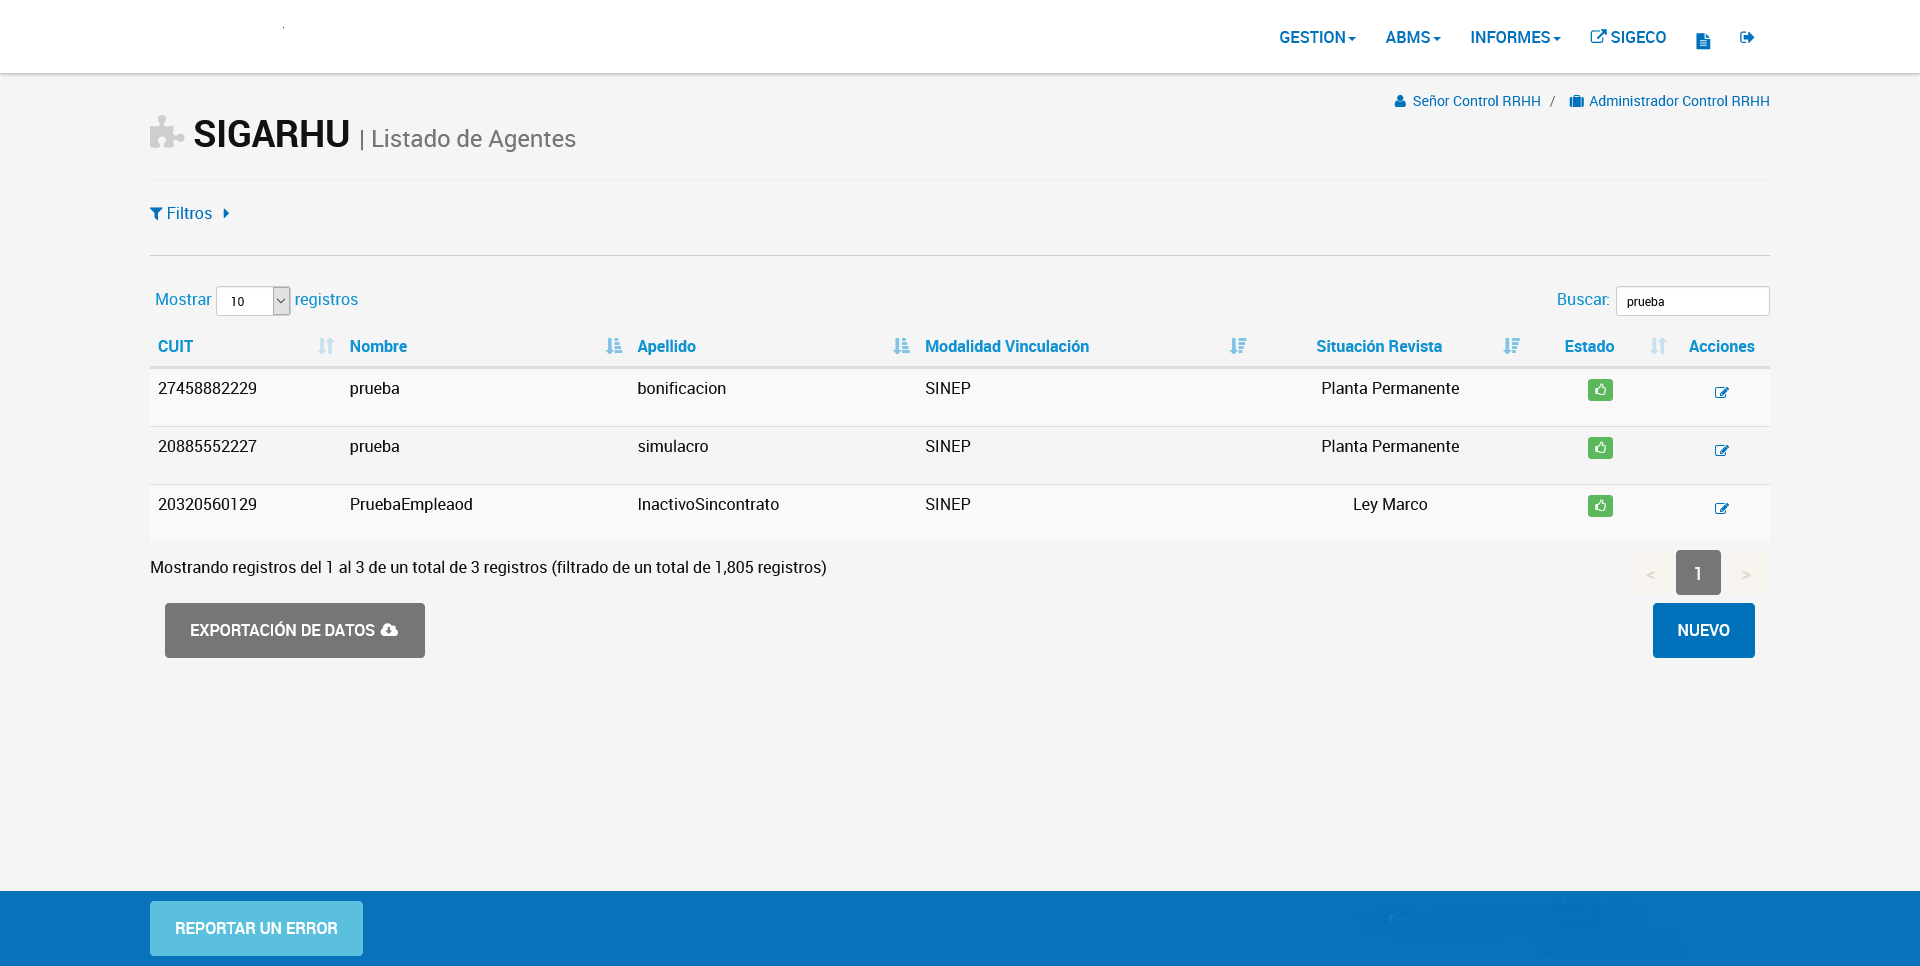 GESTION ABMS INFORMES SIGECO
Señor Control RRHH / Administrador Control RRHH
SIGARHU | Listado de Agentes
Filtros
Mostrar 10 registros Buscar: prueba
CUIT Nombre Apellido Modalidad Vinculación Situación Revista Estado Acciones
27458882229 prueba bonificacion SINEP Planta Permanente
20885552227 prueba simulacro SINEP Planta Permanente
20320560129 PruebaEmpleaod InactivoSincontrato SINEP Ley Marco
Mostrando registros del 1 al 3 de un total de 3 registros (filtrado de un total de 1,805 registros) < 1 >
EXPORTACIÓN DE DATOS NUEVO
REPORTAR UN ERROR